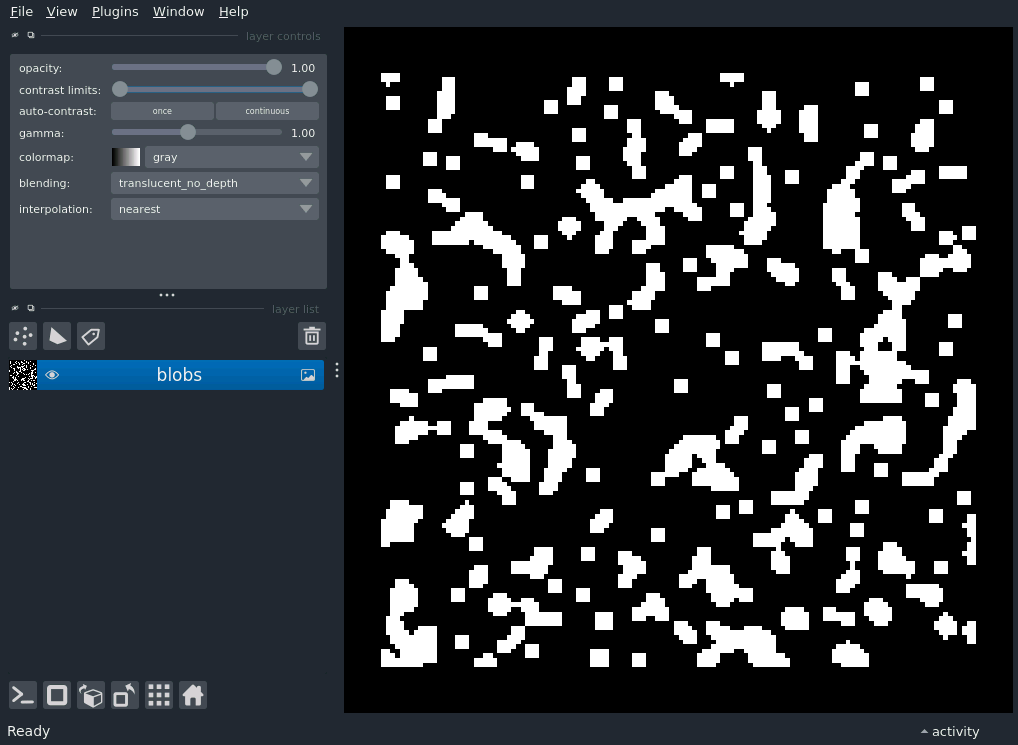 File View Plugins Window Help
layer controls
opacity: 1.00
contrast limits:
auto-contrast: once continuous
gamma: 1.00
colormap: gray
blending: translucent_no_depth
interpolation: nearest
layer list
blobs
Ready activity